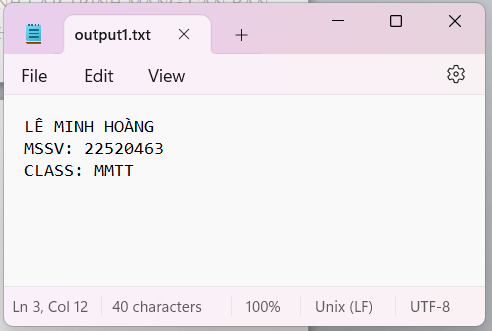 output1.txt
File Edit View
LÊ MINH HOÀNG
MSSV: 22520463
CLASS: MMTT
Ln 3, Col 12 40 characters 100% Unix (LF) UTF-8